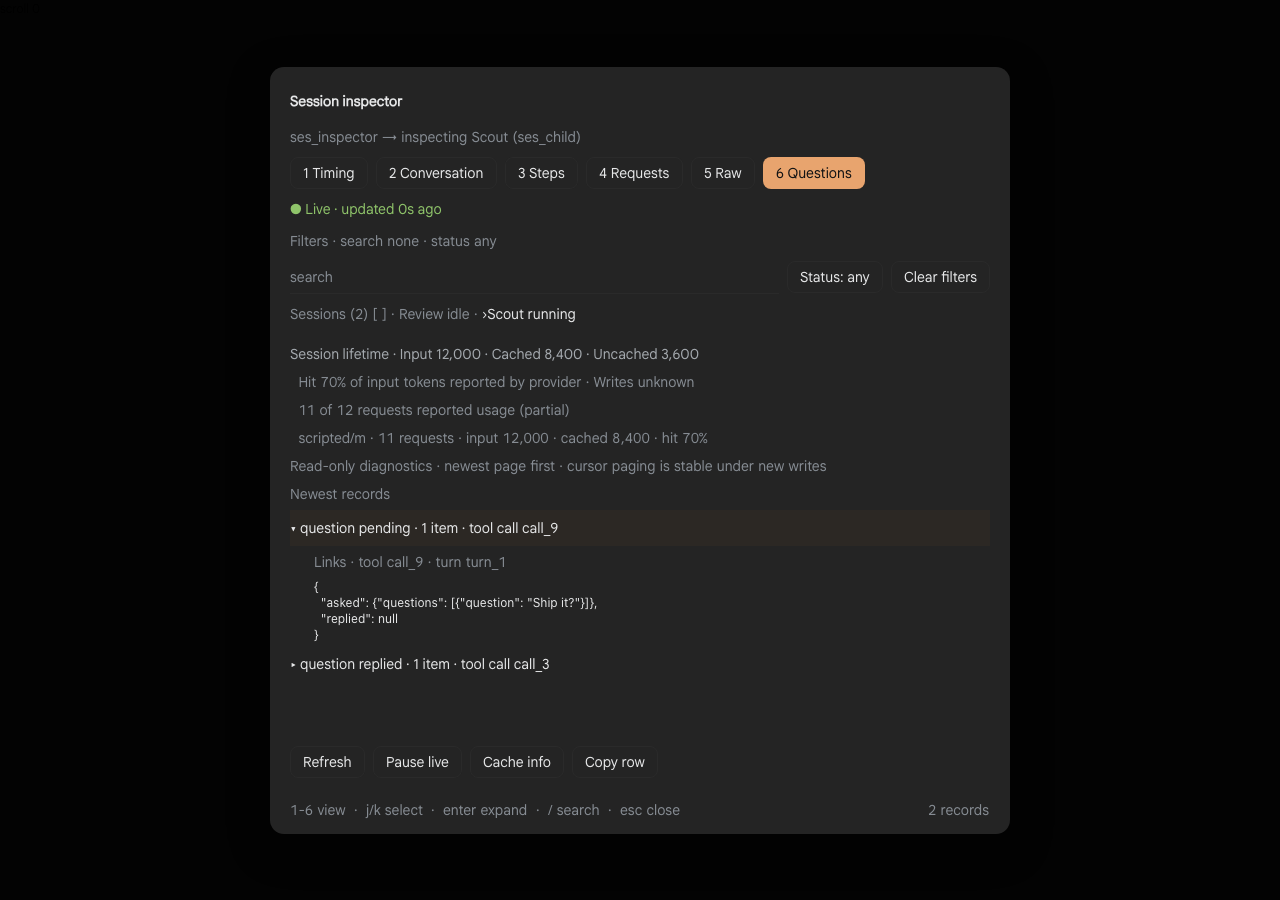 Session inspector
ses_inspector → inspecting Scout (ses_child)
1 Timing 2 Conversation 3 Steps 4 Requests 5 Raw 6 Questions
● Live · updated 0s ago
Filters · search none · status any
search Status: any Clear filters
Sessions (2) [ ] · Review idle · ›Scout running
Session lifetime · Input 12,000 · Cached 8,400 · Uncached 3,600
Hit 70% of input tokens reported by provider · Writes unknown
11 of 12 requests reported usage (partial)
scripted/m · 11 requests · input 12,000 · cached 8,400 · hit 70%
Read-only diagnostics · newest page first · cursor paging is stable under new writes
Newest records
▾ question pending · 1 item · tool call call_9
Links · tool call_9 · turn turn_1
{
  "asked": {"questions": [{"question": "Ship it?"}]},
  "replied": null
}
▸ question replied · 1 item · tool call call_3
Refresh Pause live Cache info Copy row
1-6 view · j/k select · enter expand · / search · esc close 2 records